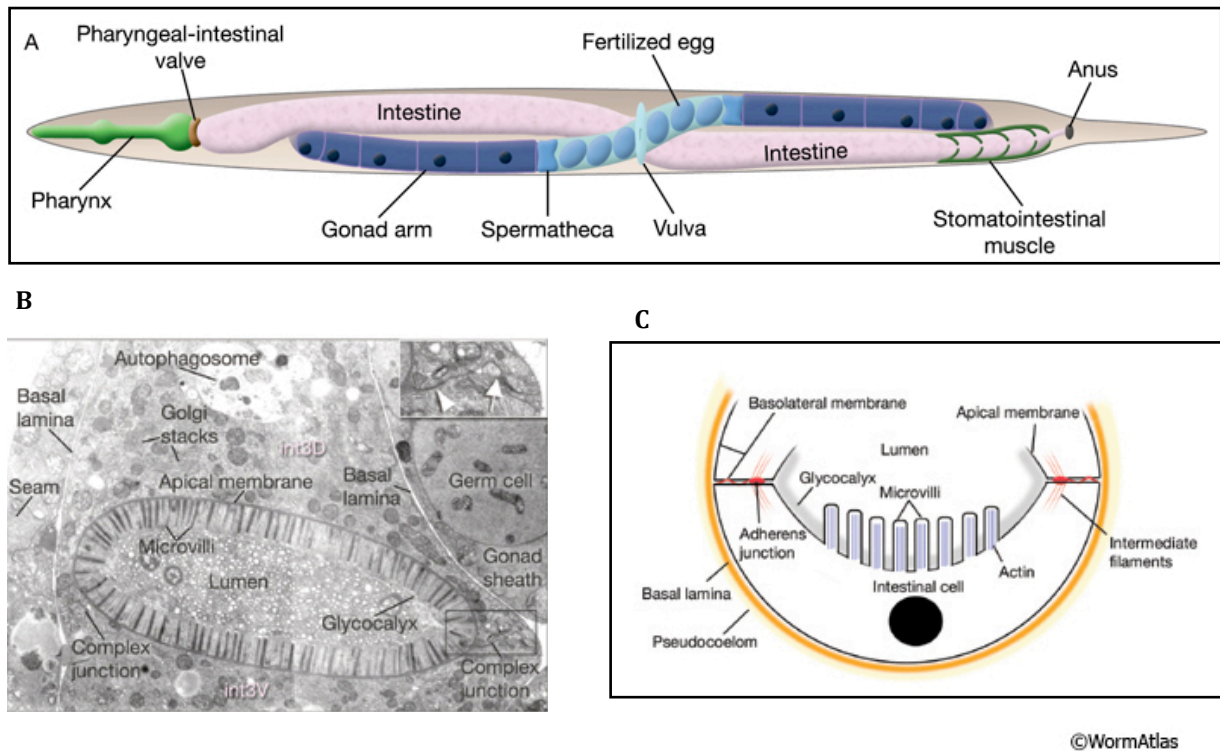 A
Pharyngeal-intestinal
valve
Fertilized egg
Anus
Intestine
Intestine
Pharynx
Gonad arm
Spermatheca
Vulva
Stomatointestinal
muscle
B
Autophagosome
Basal
lamina
Golgi
stacks
int3D
Apical membrane
Basal
lamina
Germ cell
Seam
Microvilli
Lumen
Gonad
sheath
Glycocalyx
Complex
junction
Complex
junction
int3V
C
Basolateral membrane
Apical membrane
Lumen
Glycocalyx
Microvilli
Adherens
junction
Intermediate
filaments
Actin
Basal lamina
Intestinal cell
Pseudocoelom
©WormAtlas